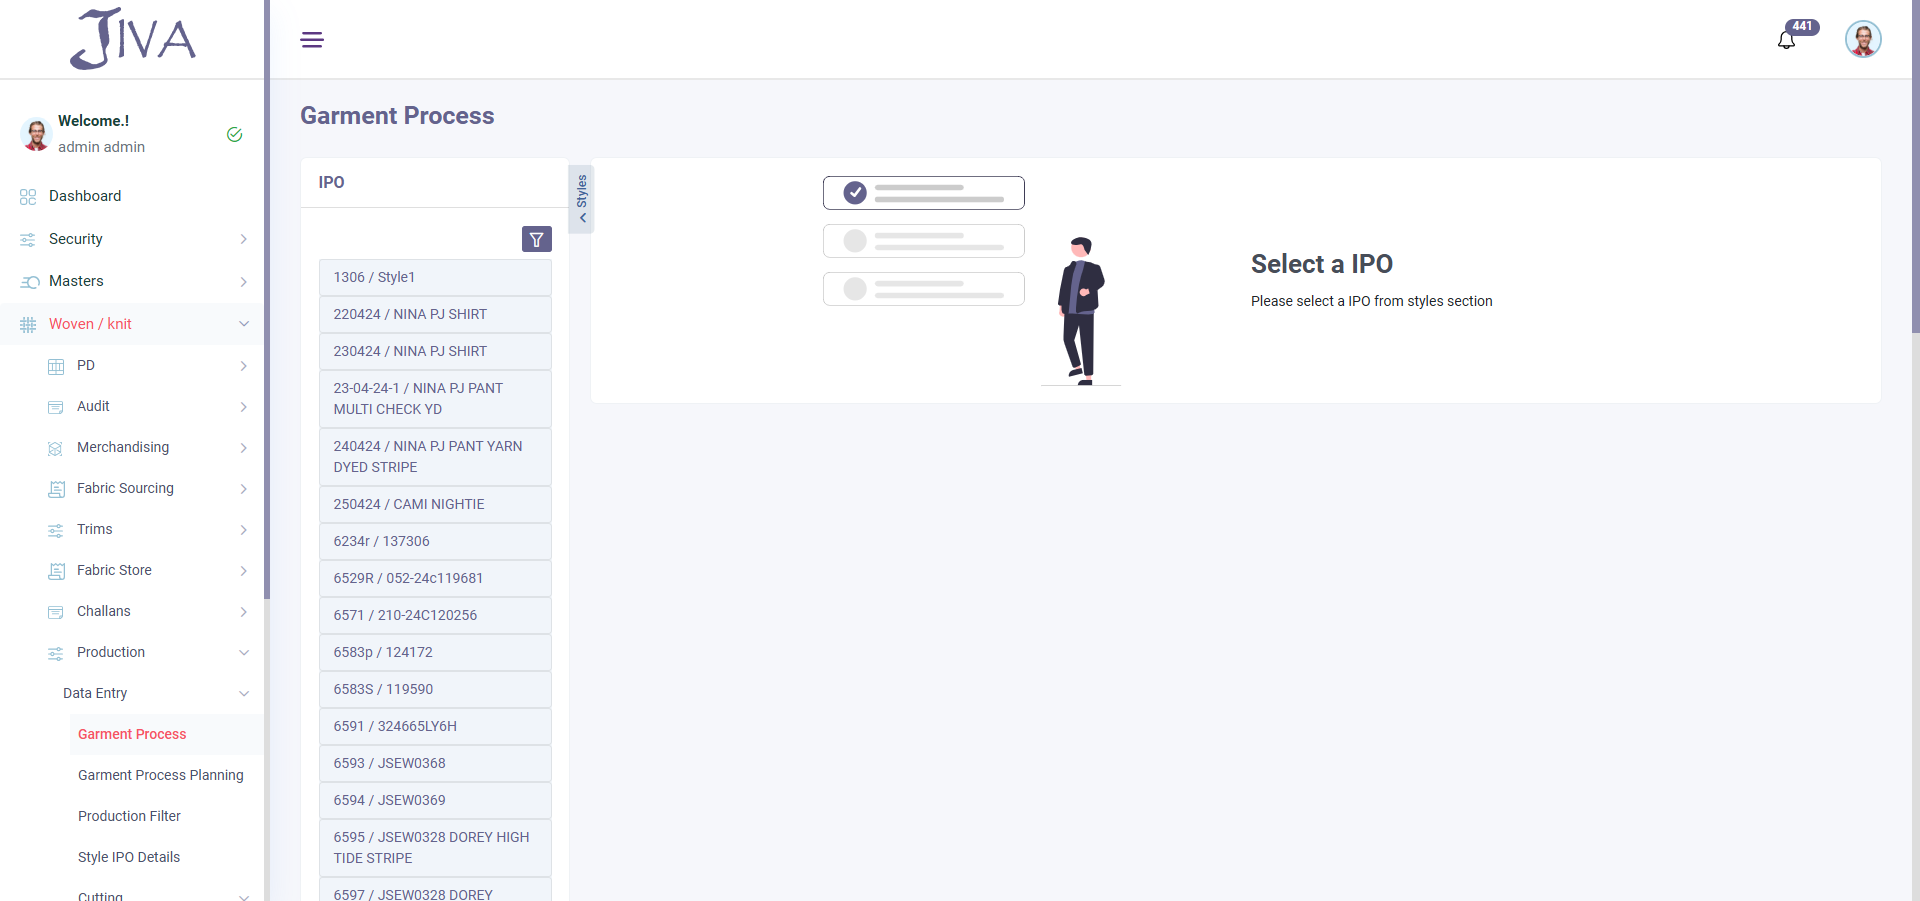 JIVA
441
Welcome.!
admin admin
Dashboard
Security
Masters
Woven / knit
PD
Audit
Merchandising
Fabric Sourcing
Trims
Fabric Store
Challans
Production
Data Entry
Garment Process
Garment Process Planning
Production Filter
Style IPO Details
Cutting
Garment Process
IPO
Styles
1306 / Style1
220424 / NINA PJ SHIRT
230424 / NINA PJ SHIRT
23-04-24-1 / NINA PJ PANT
MULTI CHECK YD
240424 / NINA PJ PANT YARN
DYED STRIPE
250424 / CAMI NIGHTIE
6234r / 137306
6529R / 052-24c119681
6571 / 210-24C120256
6583p / 124172
6583S / 119590
6591 / 324665LY6H
6593 / JSEW0368
6594 / JSEW0369
6595 / JSEW0328 DOREY HIGH
TIDE STRIPE
6597 / JSEW0328 DOREY
Select a IPO
Please select a IPO from styles section